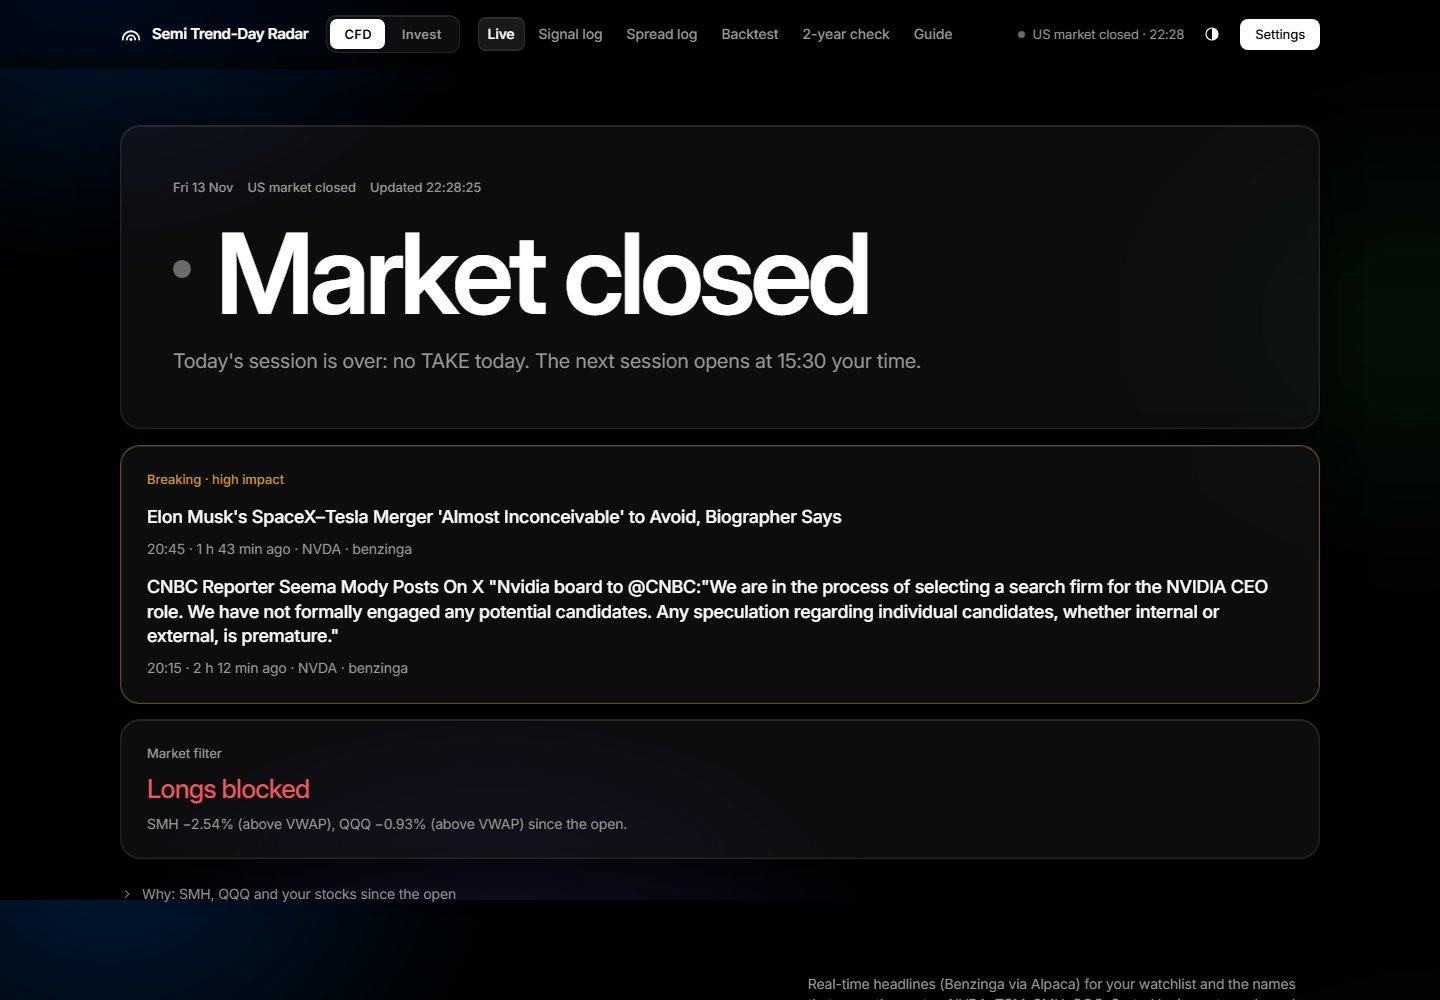 Semi Trend-Day Radar
CFD
Invest
Live
Signal log
Spread log
Backtest
2-year check
Guide
US market closed · 22:28
Settings
Fri 13 Nov US market closed Updated 22:28:25
Market closed
Today's session is over: no TAKE today. The next session opens at 15:30 your time.
Breaking · high impact
Elon Musk's SpaceX–Tesla Merger 'Almost Inconceivable' to Avoid, Biographer Says
20:45 · 1 h 43 min ago · NVDA · benzinga
CNBC Reporter Seema Mody Posts On X "Nvidia board to @CNBC:"We are in the process of selecting a search firm for the NVIDIA CEO
role. We have not formally engaged any potential candidates. Any speculation regarding individual candidates, whether internal or
external, is premature."
20:15 · 2 h 12 min ago · NVDA · benzinga
Market filter
Longs blocked
SMH −2.54% (above VWAP), QQQ −0.93% (above VWAP) since the open.
Why: SMH, QQQ and your stocks since the open
Real-time headlines (Benzinga via Alpaca) for your watchlist and the names